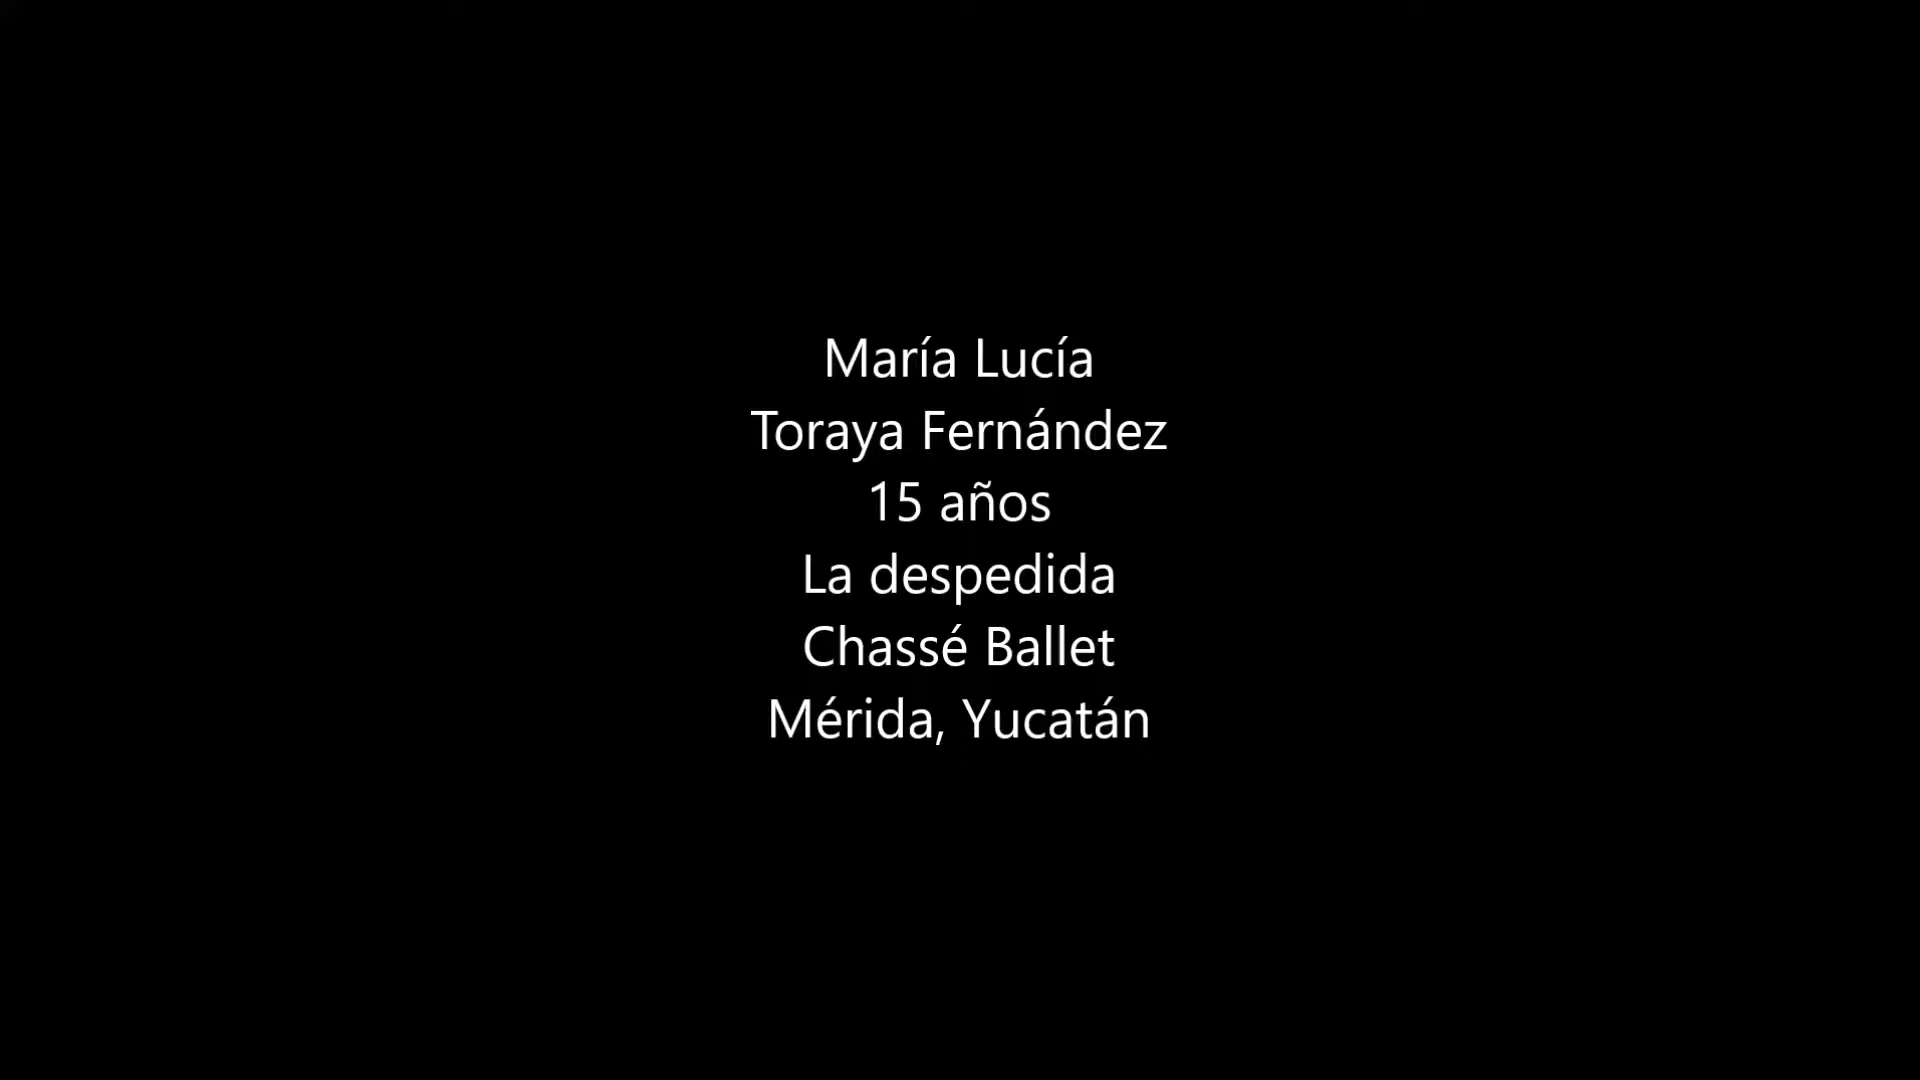 María Lucía
Toraya Fernández
15 años
La despedida
Chassé Ballet
Mérida, Yucatán